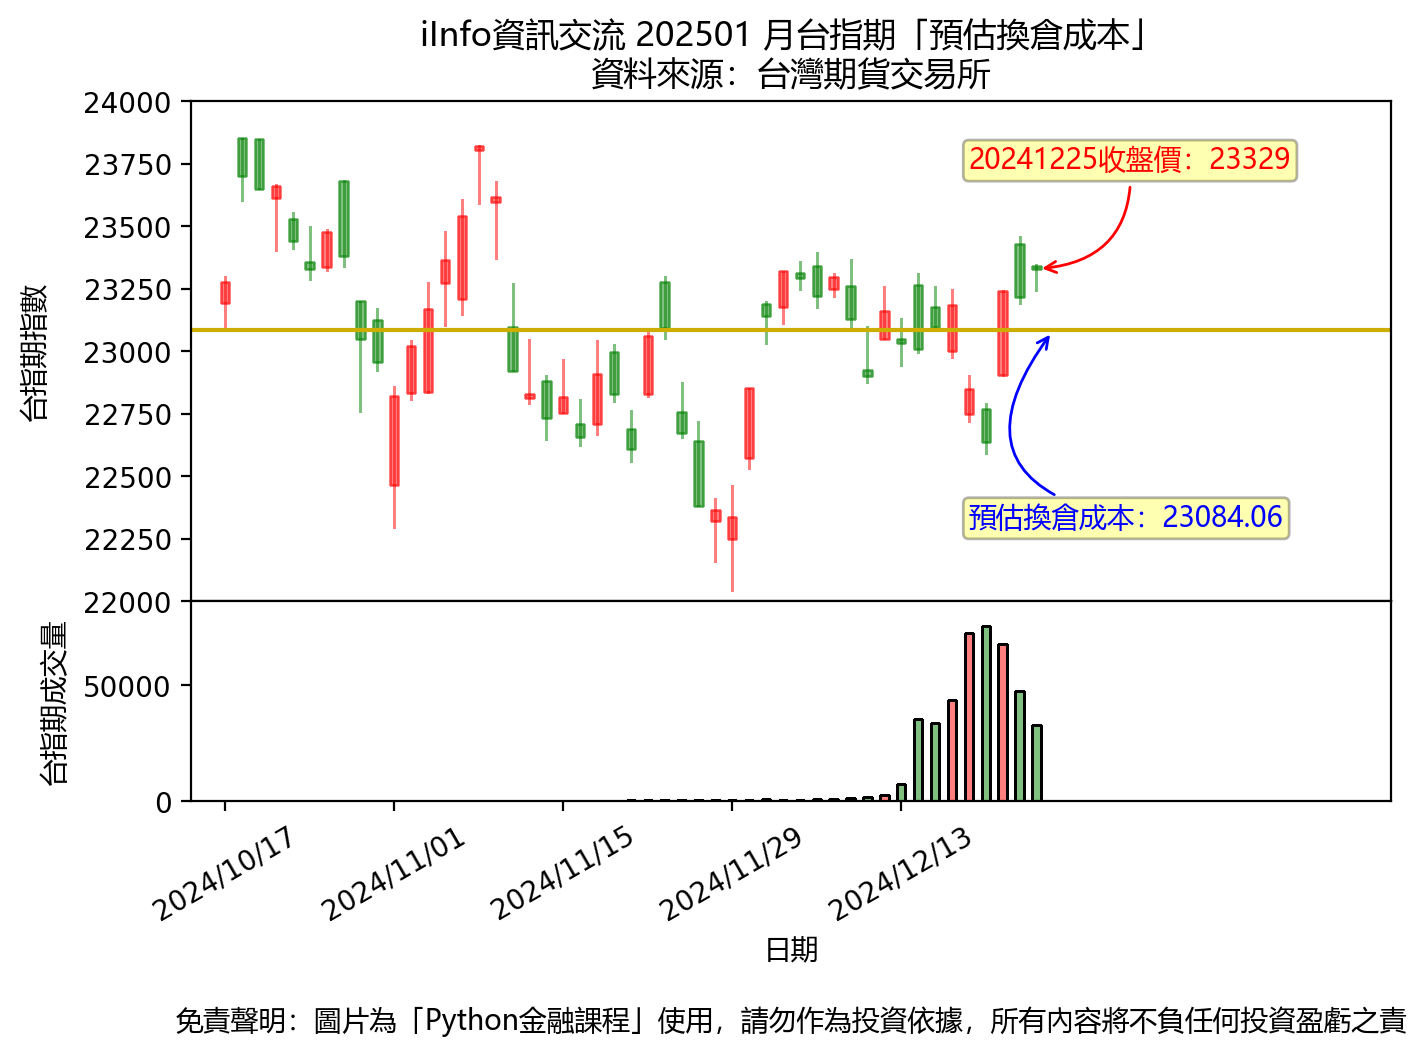 iInfo資訊交流 202501 月台指期「預估換倉成本」
資料來源：台灣期貨交易所
台指期指數
24000
23750
23500
23250
23000
22750
22500
22250
22000
20241225收盤價：23329
預估換倉成本：23084.06
台指期成交量
50000
0
2024/10/17
2024/11/01
2024/11/15
2024/11/29
2024/12/13
日期
免責聲明：圖片為「Python金融課程」使用，請勿作為投資依據，所有內容將不負任何投資盈虧之責